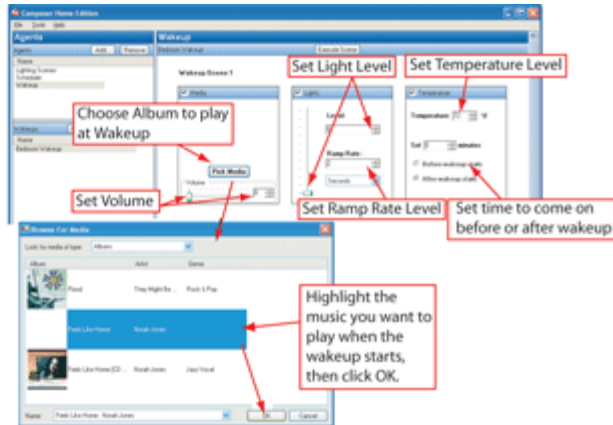 Composer Home Edition
File Tools Help
Agents
Wakeup
Agents Add... Remove
Bedroom Wakeup Execute Scene
Name
Lighting Scenes
Scheduler
Wakeup
Wakeup Scene 1
Set Light Level
Set Temperature Level
Media
Lights
Temperature
Choose Album to play
at Wakeup
Level:
Temperature: °F
Wakeups
Name
Bedroom Wakeup
Set minutes
Ramp Rate:
Before wakeup starts
After wakeup starts
Pick Media
Seconds
Volume
Set Volume
Set Ramp Rate Level
Set time to come on
before or after wakeup
Browse For Media
Look for media of type: Albums
Album Artist Genre
Flood They Might Be ... Rock & Pop
Feels Like Home Norah Jones
Feels Like Home [CD ... Norah Jones Jazz Vocal
Highlight the
music you want to
play when the
wakeup starts,
then click OK.
Name: Feels Like Home - Norah Jones OK Cancel